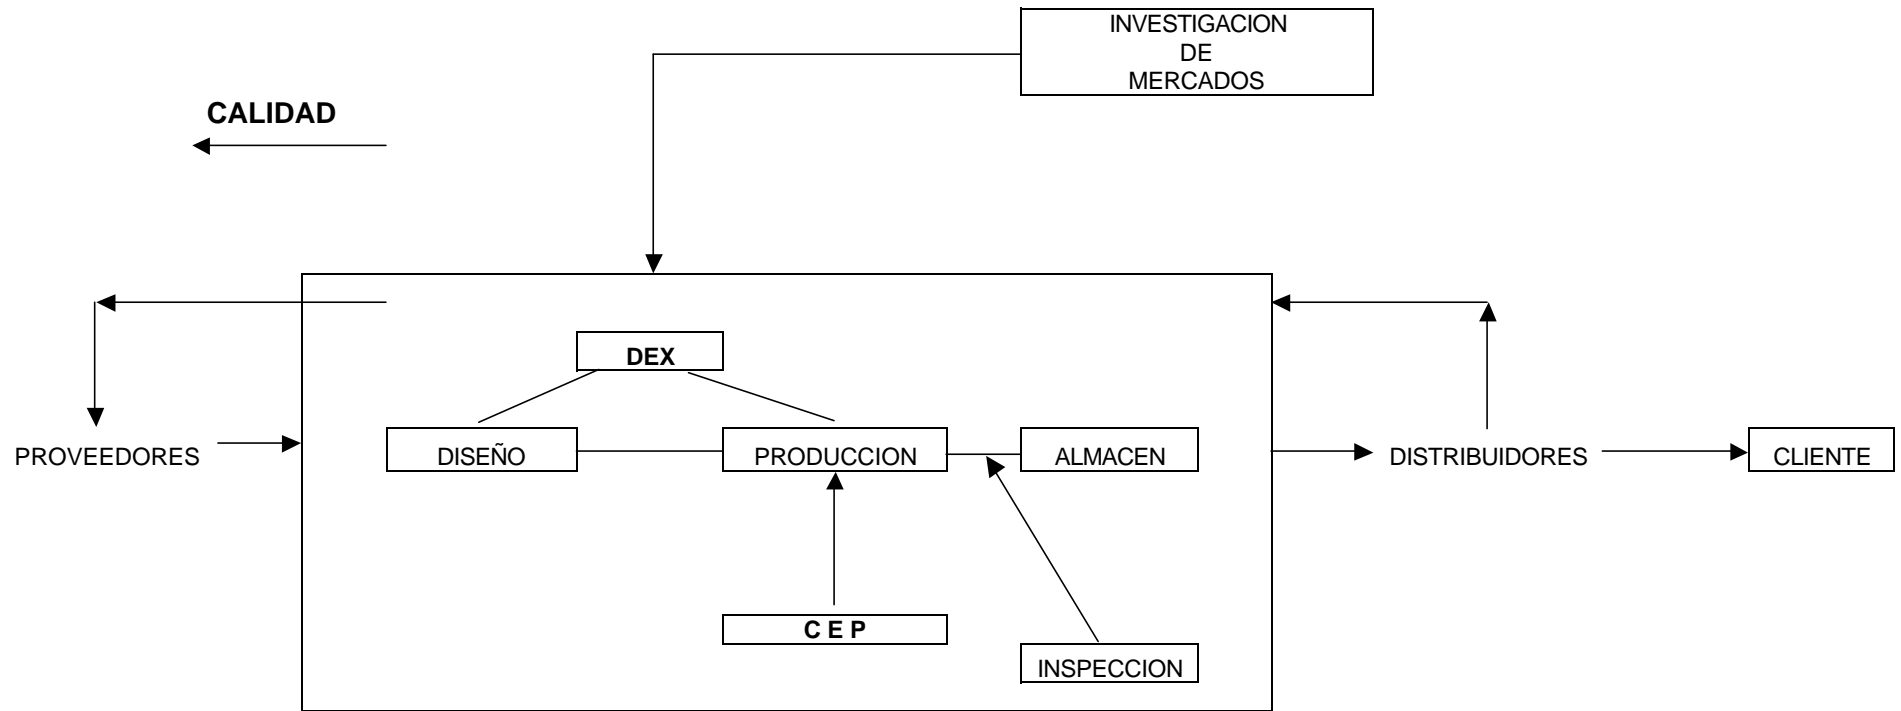 INVESTIGACION
DE
MERCADOS
CALIDAD
DEX
DISEÑO
PRODUCCION
ALMACEN
PROVEEDORES
DISTRIBUIDORES
CLIENTE
C E P
INSPECCION